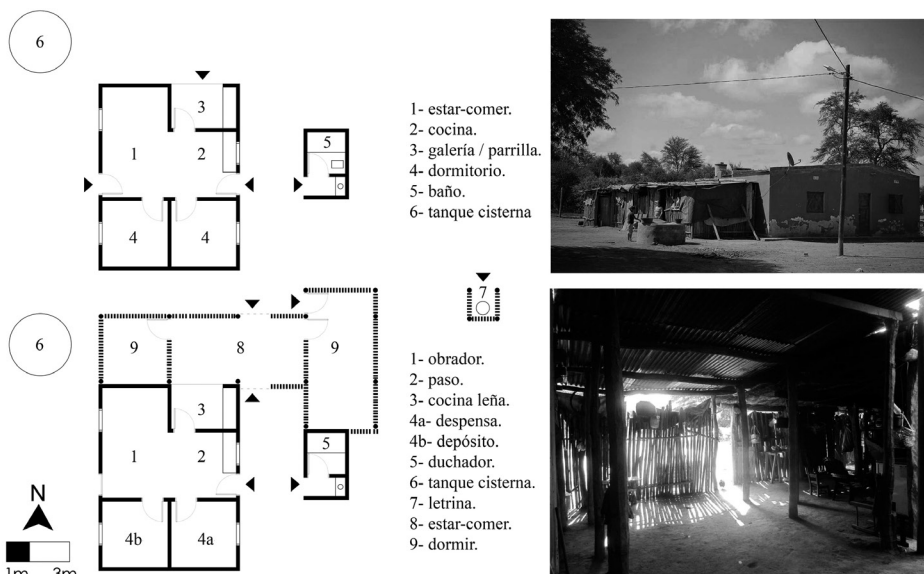 6
3
1
2
5
4
4
1- estar-comer.
2- cocina.
3- galería / parrilla.
4- dormitorio.
5- baño.
6- tanque cisterna
6
9
8
9
7
3
1
2
5
4b
4a
N
1m 3m
1- obrador.
2- paso.
3- cocina leña.
4a- despensa.
4b- depósito.
5- duchador.
6- tanque cisterna.
7- letrina.
8- estar-comer.
9- dormir.